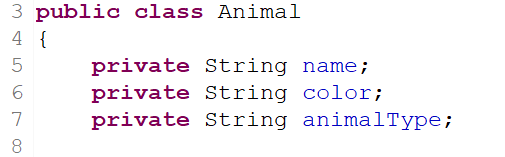 3 public class Animal
4 {
5     private String name;
6     private String color;
7     private String animalType;
8